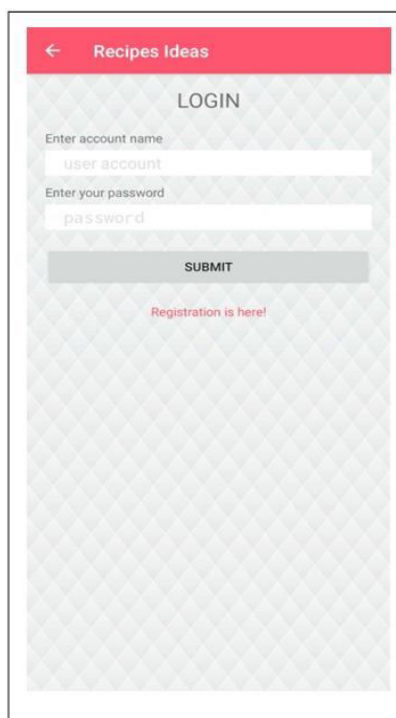 Recipes Ideas
LOGIN
Enter account name
user account
Enter your password
password
SUBMIT
Registration is here!